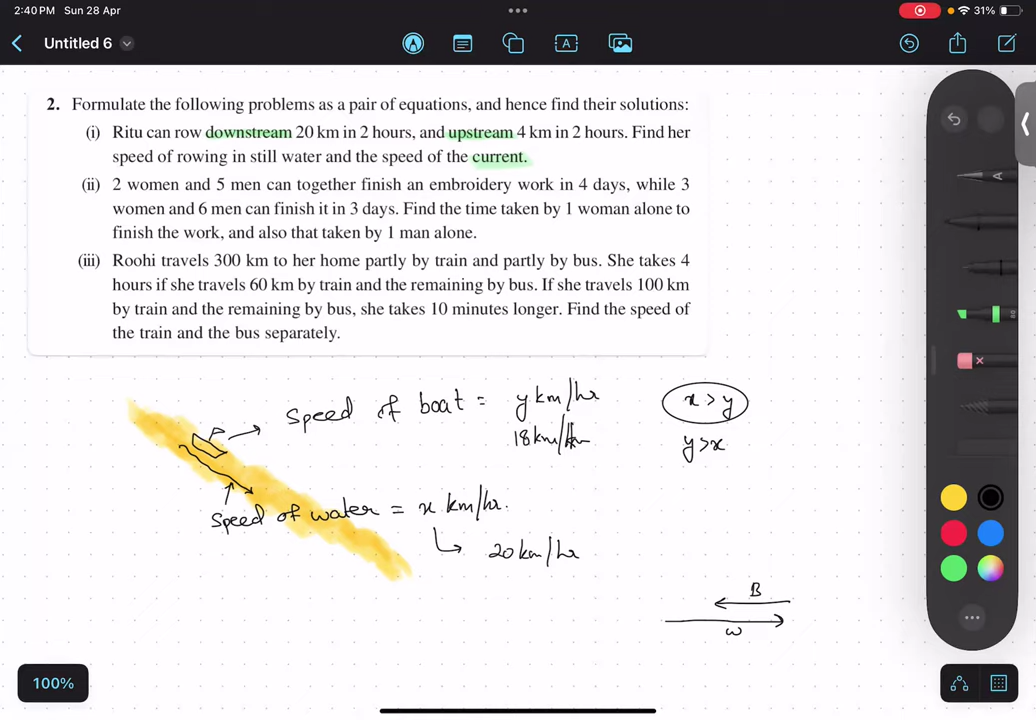 2:40 PM Sun 28 Apr
31%
Untitled 6
2. Formulate the following problems as a pair of equations, and hence find their solutions:
(i) Ritu can row downstream 20 km in 2 hours, and upstream 4 km in 2 hours. Find her
speed of rowing in still water and the speed of the current.
(ii) 2 women and 5 men can together finish an embroidery work in 4 days, while 3
women and 6 men can finish it in 3 days. Find the time taken by 1 woman alone to
finish the work, and also that taken by 1 man alone.
(iii) Roohi travels 300 km to her home partly by train and partly by bus. She takes 4
hours if she travels 60 km by train and the remaining by bus. If she travels 100 km
by train and the remaining by bus, she takes 10 minutes longer. Find the speed of
the train and the bus separately.
speed of boat = y km/hr
x > y
18 km/hr
y > x
speed of water = x km/hr.
20 km/hr
B
w
100%